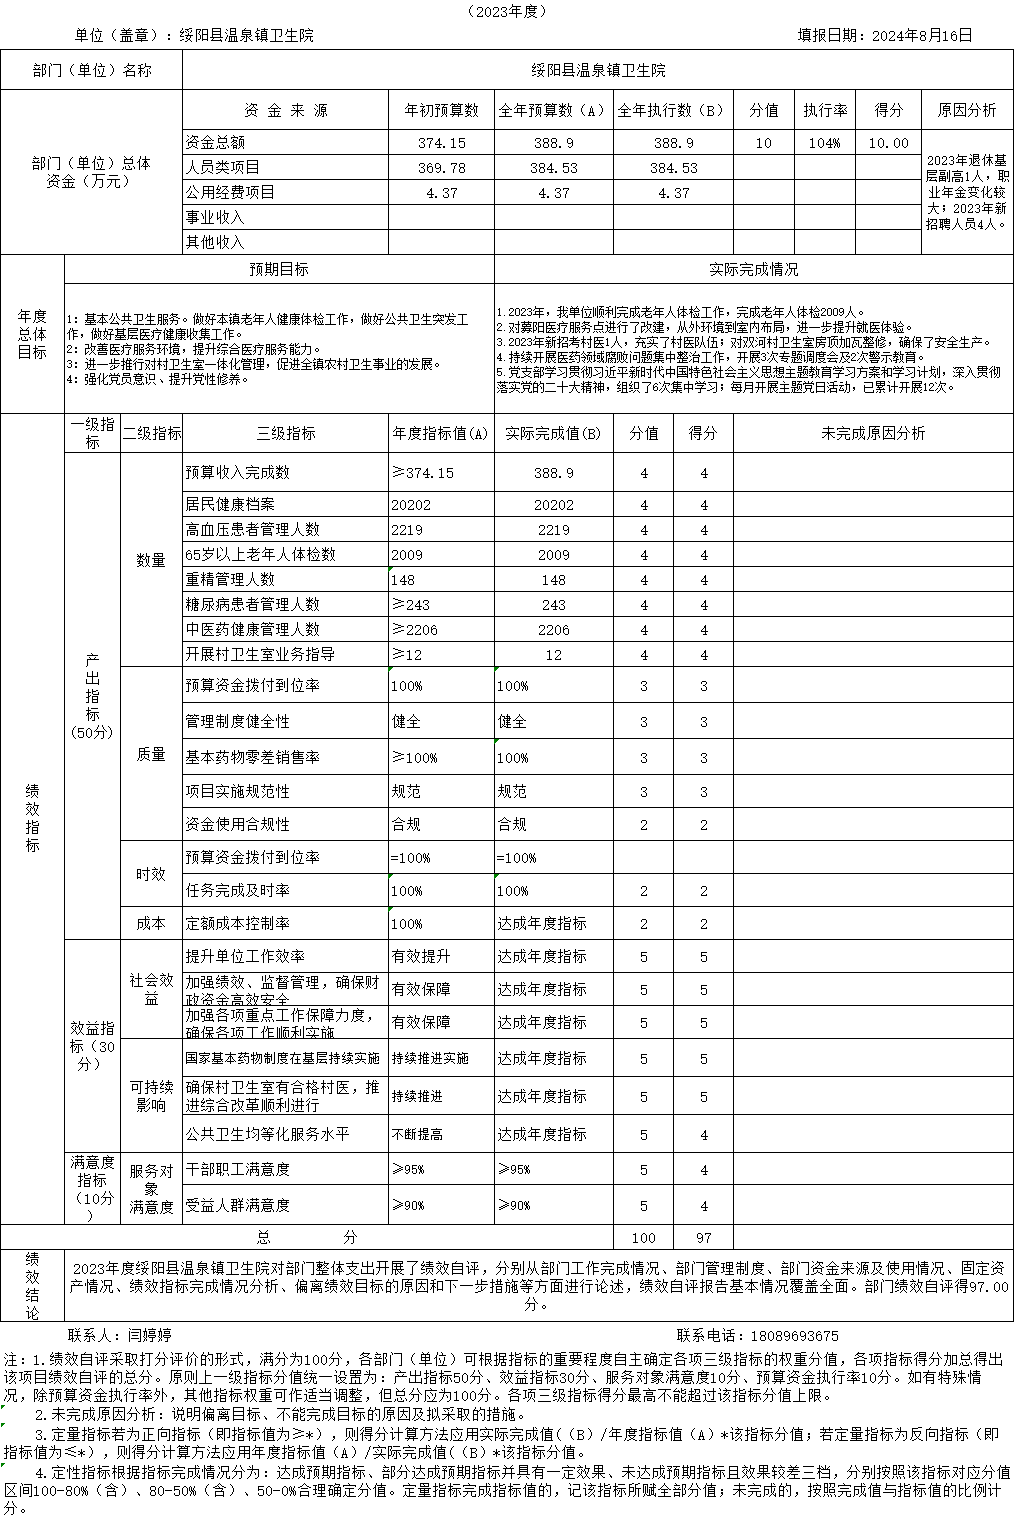 （2023年度）
单位（盖章）：绥阳县温泉镇卫生院 填报日期：2024年8月16日
部门（单位）名称 绥阳县温泉镇卫生院
部门（单位）总体资金（万元） 资 金 来 源 年初预算数 全年预算数（A） 全年执行数（B） 分值 执行率 得分 原因分析
资金总额 374.15 388.9 388.9 10 104% 10.00
人员类项目 369.78 384.53 384.53
公用经费项目 4.37 4.37 4.37
事业收入
其他收入
2023年退休基
层副高1人，职
业年金变化较
大；2023年新
招聘人员4人。
年度
总体
目标
预期目标 实际完成情况
1：基本公共卫生服务。做好本镇老年人健康体检工作，做好公共卫生突发工
作，做好基层医疗健康收集工作。
2：改善医疗服务环境，提升综合医疗服务能力。
3：进一步推行对村卫生室一体化管理，促进全镇农村卫生事业的发展。
4：强化党员意识、提升党性修养。
1.2023年，我单位顺利完成老年人体检工作，完成老年人体检2009人。
2.对募阳医疗服务点进行了改建，从外环境到室内布局，进一步提升就医体验。
3.2023年新招考村医1人，充实了村医队伍；对双河村卫生室房顶加瓦整修，确保了安全生产。
4.持续开展医药领域腐败问题集中整治工作，开展3次专题调度会及2次警示教育。
5.党支部学习贯彻习近平新时代中国特色社会主义思想主题教育学习方案和学习计划，深入贯彻
落实党的二十大精神，组织了6次集中学习；每月开展主题党日活动，已累计开展12次。
绩
效
指
标
一级指标 二级指标 三级指标 年度指标值(A) 实际完成值(B) 分值 得分 未完成原因分析
产
出
指
标
(50分)
数量
预算收入完成数 ≥374.15 388.9 4 4
居民健康档案 20202 20202 4 4
高血压患者管理人数 2219 2219 4 4
65岁以上老年人体检数 2009 2009 4 4
重精管理人数 148 148 4 4
糖尿病患者管理人数 ≥243 243 4 4
中医药健康管理人数 ≥2206 2206 4 4
开展村卫生室业务指导 ≥12 12 4 4
质量
预算资金拨付到位率 100% 100% 3 3
管理制度健全性 健全 健全 3 3
基本药物零差销售率 ≥100% 100% 3 3
项目实施规范性 规范 规范 3 3
资金使用合规性 合规 合规 2 2
时效
预算资金拨付到位率 =100% =100%
任务完成及时率 100% 100% 2 2
成本 定额成本控制率 100% 达成年度指标 2 2
效益指
标（30
分）
社会效
益
提升单位工作效率 有效提升 达成年度指标 5 5
加强绩效、监督管理，确保财
政资金高效安全 有效保障 达成年度指标 5 5
加强各项重点工作保障力度，
确保各项工作顺利实施 有效保障 达成年度指标 5 5
可持续
影响
国家基本药物制度在基层持续实施 持续推进实施 达成年度指标 5 5
确保村卫生室有合格村医，推
进综合改革顺利进行 持续推进 达成年度指标 5 5
公共卫生均等化服务水平 不断提高 达成年度指标 5 4
满意度
指标
（10分
）
服务对
象
满意度
干部职工满意度 ≥95% ≥95% 5 4
受益人群满意度 ≥90% ≥90% 5 4
总 分 100 97
绩
效
结
论
2023年度绥阳县温泉镇卫生院对部门整体支出开展了绩效自评，分别从部门工作完成情况、部门管理制度、部门资金来源及使用情况、固定资
产情况、绩效指标完成情况分析、偏离绩效目标的原因和下一步措施等方面进行论述，绩效自评报告基本情况覆盖全面。部门绩效自评得97.00
分。
联系人：闫婷婷 联系电话：18089693675
注：1.绩效自评采取打分评价的形式，满分为100分，各部门（单位）可根据指标的重要程度自主确定各项三级指标的权重分值，各项指标得分加总得出
该项目绩效自评的总分。原则上一级指标分值统一设置为：产出指标50分、效益指标30分、服务对象满意度10分、预算资金执行率10分。如有特殊情
况，除预算资金执行率外，其他指标权重可作适当调整，但总分应为100分。各项三级指标得分最高不能超过该指标分值上限。
2.未完成原因分析：说明偏离目标、不能完成目标的原因及拟采取的措施。
3.定量指标若为正向指标（即指标值为≥*），则得分计算方法应用实际完成值(（B）/年度指标值（A）*该指标分值；若定量指标为反向指标（即
指标值为≤*），则得分计算方法应用年度指标值（A）/实际完成值(（B）*该指标分值。
4.定性指标根据指标完成情况分为：达成预期指标、部分达成预期指标并具有一定效果、未达成预期指标且效果较差三档，分别按照该指标对应分值
区间100-80%（含）、80-50%（含）、50-0%合理确定分值。定量指标完成指标值的，记该指标所赋全部分值；未完成的，按照完成值与指标值的比例计
分。